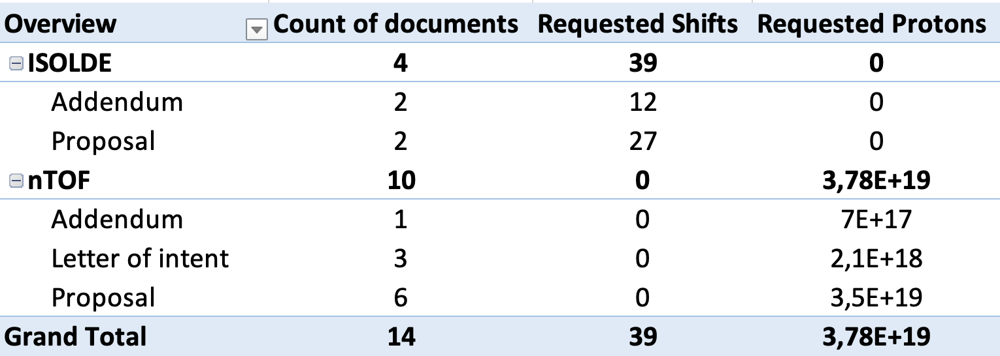 Overview Count of documents Requested Shifts Requested Protons
ISOLDE 4 39 0
Addendum 2 12 0
Proposal 2 27 0
nTOF 10 0 3,78E+19
Addendum 1 0 7E+17
Letter of intent 3 0 2,1E+18
Proposal 6 0 3,5E+19
Grand Total 14 39 3,78E+19